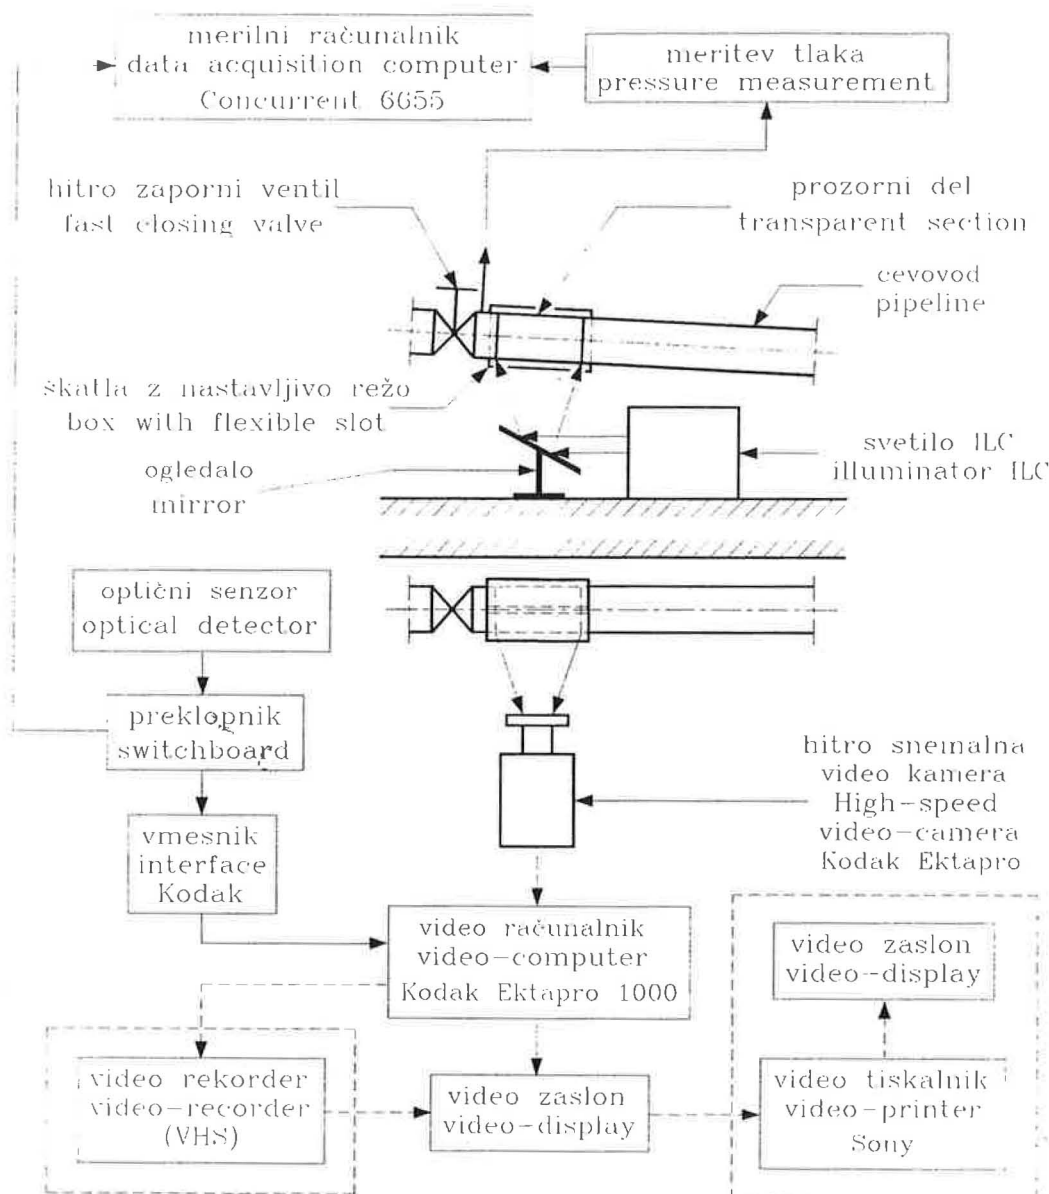 merilni računalnik
data acquisition computer
Concurrent 6655
meritev tlaka
pressure measurement
hitro zaporni ventil
fast closing valve
prozorni del
transparent section
cevovod
pipeline
škatla z nastavljivo režo
box with flexible slot
svetilo ILC
illuminator ILC
ogledalo
mirror
optični senzor
optical detector
preklopnik
switchboard
hitro snemalna
video kamera
High-speed
video-camera
Kodak Ektapro
vmesnik
interface
Kodak
video računalnik
video-computer
Kodak Ektapro 1000
video zaslon
video-display
video rekorder
video-recorder
(VHS)
video zaslon
video-display
video tiskalnik
video-printer
Sony